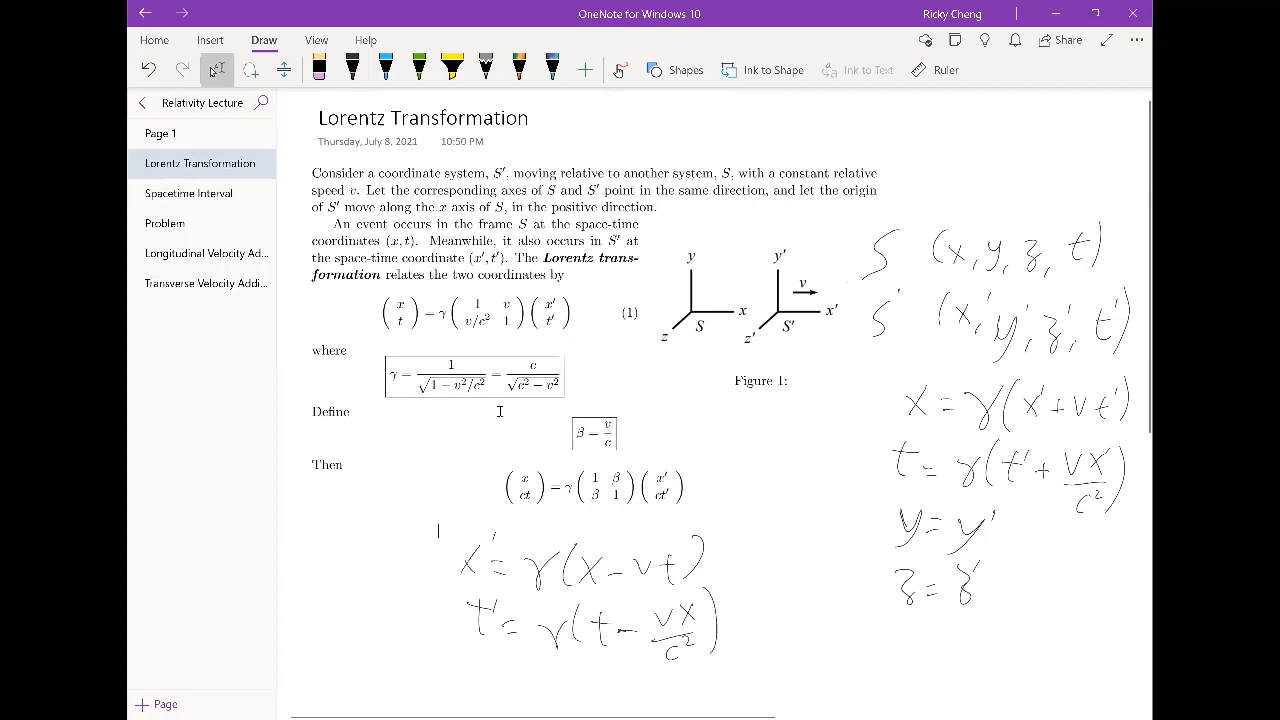 OneNote for Windows 10
Ricky Cheng
Home Insert Draw View Help
Share
Shapes Ink to Shape Ink to Text Ruler
Relativity Lecture
Page 1
Lorentz Transformation
Spacetime Interval
Problem
Longitudinal Velocity Ad...
Transverse Velocity Addi...
Page
Lorentz Transformation
Thursday, July 8, 2021 10:50 PM
Consider a coordinate system, S′, moving relative to another system, S, with a constant relative
speed v. Let the corresponding axes of S and S′ point in the same direction, and let the origin
of S′ move along the x axis of S, in the positive direction.
An event occurs in the frame S at the space-time
coordinates (x, t). Meanwhile, it also occurs in S′ at
the space-time coordinate (x′, t′). The Lorentz trans-
formation relates the two coordinates by
( x ; t ) = γ ( 1 v ; v/c² 1 ) ( x′ ; t′ ) (1)
where
γ = 1/√(1 − v²/c²) = c/√(c² − v²)
Define
β = v/c
Then
( x ; ct ) = γ ( 1 β ; β 1 ) ( x′ ; ct′ )
x' = γ(x − vt)
t' = γ(t − vx/c²)
y y′
v
x x′
S S′
z z′
Figure 1:
S (x, y, z, t)
S' (x', y', z', t')
x = γ(x' + vt')
t = γ(t' + vx'/c²)
y = y'
z = z'